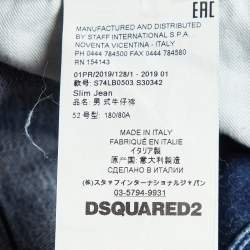 EAC
MANUFACTURED AND DISTRIBUTED
BY STAFF INTERNATIONAL S.P.A
NOVENTA VICENTINA - ITALY
PH 0444 784500 FAX 0444 784580
RN 154143
01PR/2019/128/1 - 2019 01
款号: S74LB0503 S30342
Slim Jean
品名: 男式牛仔裤
52号型: 180/80A
MADE IN ITALY
FABRIQUÉ EN ITALIE
イタリア製
原产国: 意大利製造
СДЕЛАНО В ИТАЛИИ
(株)スタッフインターナショナルジャパン
03-5794-9931
DSQUARED2